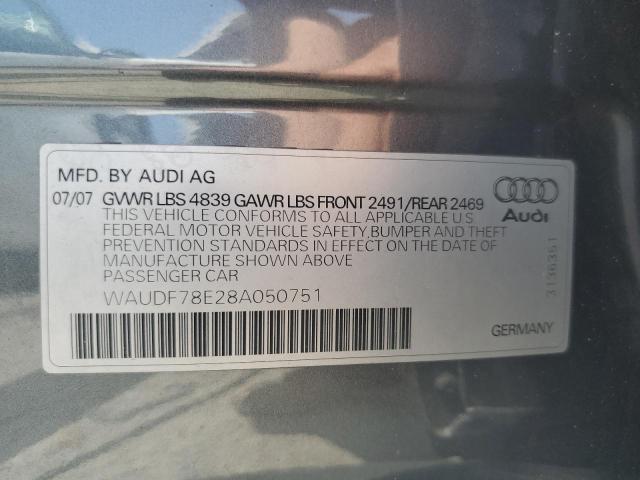 MFD. BY AUDI AG
07/07 GVWR LBS 4839 GAWR LBS FRONT 2491/REAR 2469
THIS VEHICLE CONFORMS TO ALL APPLICABLE U S
FEDERAL MOTOR VEHICLE SAFETY,BUMPER AND THEFT
PREVENTION STANDARDS IN EFFECT ON THE DATE OF
MANUFACTURE SHOWN ABOVE
PASSENGER CAR
WAUDF78E28A050751
Audi
3136351
GERMANY